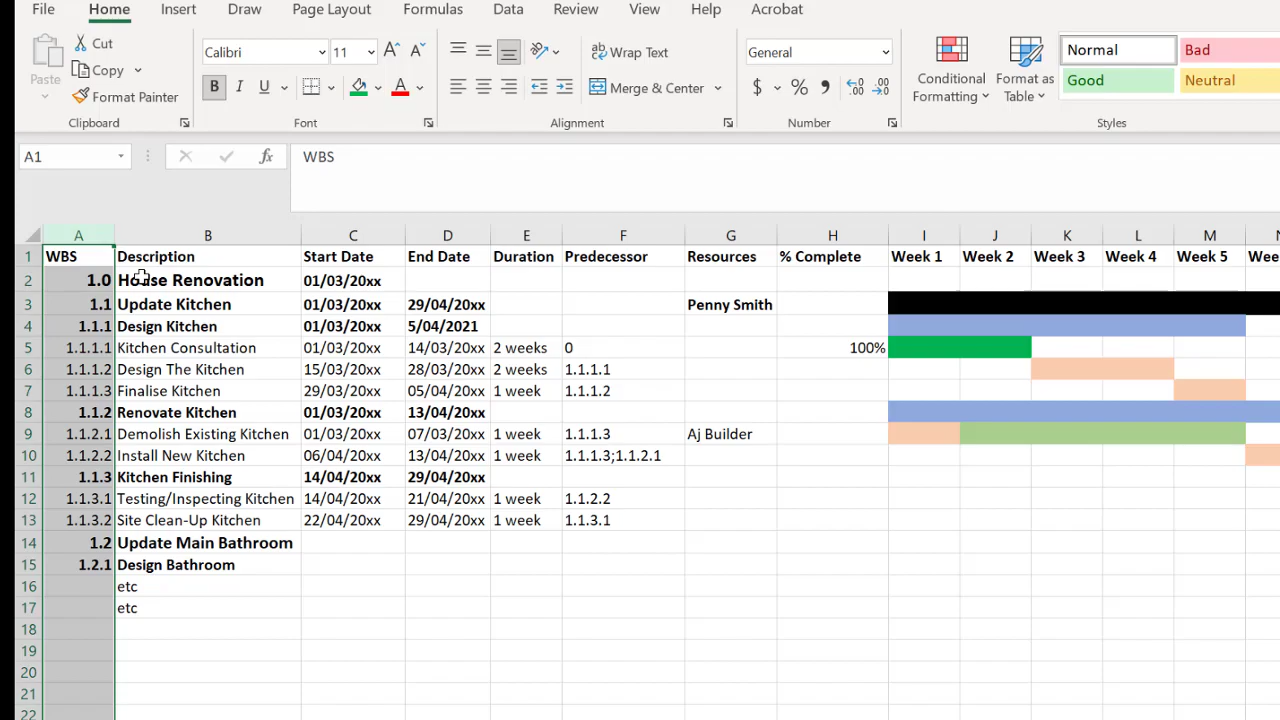 File Home Insert Draw Page Layout Formulas Data Review View Help Acrobat
Paste
Cut
Copy
Format Painter
Clipboard
Calibri 11
A^ A˅
B I U A
Font
ab Wrap Text
Merge & Center
Alignment
General
$ % 9
Number
Conditional Formatting
Format as Table
Normal Bad
Good Neutral
Styles
A1 fx WBS
A B C D E F G H I J K L M
1 WBS Description Start Date End Date Duration Predecessor Resources % Complete Week 1 Week 2 Week 3 Week 4 Week 5
2 1.0 House Renovation 01/03/20xx
3 1.1 Update Kitchen 01/03/20xx 29/04/20xx Penny Smith
4 1.1.1 Design Kitchen 01/03/20xx 5/04/2021
5 1.1.1.1 Kitchen Consultation 01/03/20xx 14/03/20xx 2 weeks 0 100%
6 1.1.1.2 Design The Kitchen 15/03/20xx 28/03/20xx 2 weeks 1.1.1.1
7 1.1.1.3 Finalise Kitchen 29/03/20xx 05/04/20xx 1 week 1.1.1.2
8 1.1.2 Renovate Kitchen 01/03/20xx 13/04/20xx
9 1.1.2.1 Demolish Existing Kitchen 01/03/20xx 07/03/20xx 1 week 1.1.1.3 Aj Builder
10 1.1.2.2 Install New Kitchen 06/04/20xx 13/04/20xx 1 week 1.1.1.3;1.1.2.1
11 1.1.3 Kitchen Finishing 14/04/20xx 29/04/20xx
12 1.1.3.1 Testing/Inspecting Kitchen 14/04/20xx 21/04/20xx 1 week 1.1.2.2
13 1.1.3.2 Site Clean-Up Kitchen 22/04/20xx 29/04/20xx 1 week 1.1.3.1
14 1.2 Update Main Bathroom
15 1.2.1 Design Bathroom
16 etc
17 etc
18
19
20
21
22